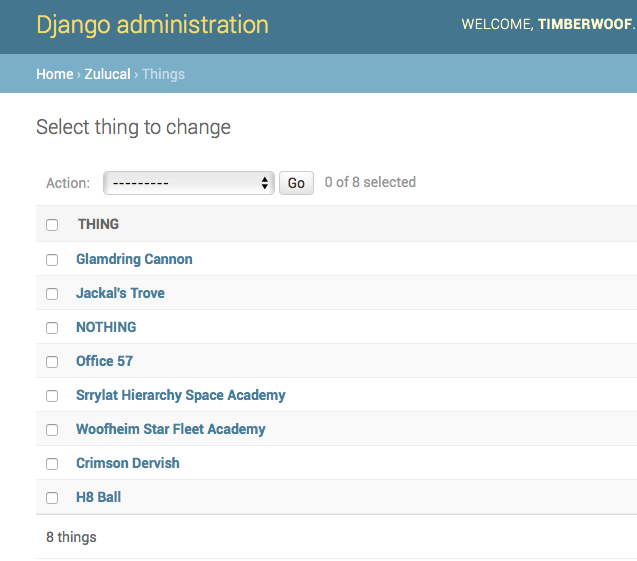 Django administration WELCOME, TIMBERWOOF.
Home › Zulucal › Things
Select thing to change
Action: --------- Go 0 of 8 selected
THING
Glamdring Cannon
Jackal's Trove
NOTHING
Office 57
Srrylat Hierarchy Space Academy
Woofheim Star Fleet Academy
Crimson Dervish
H8 Ball
8 things